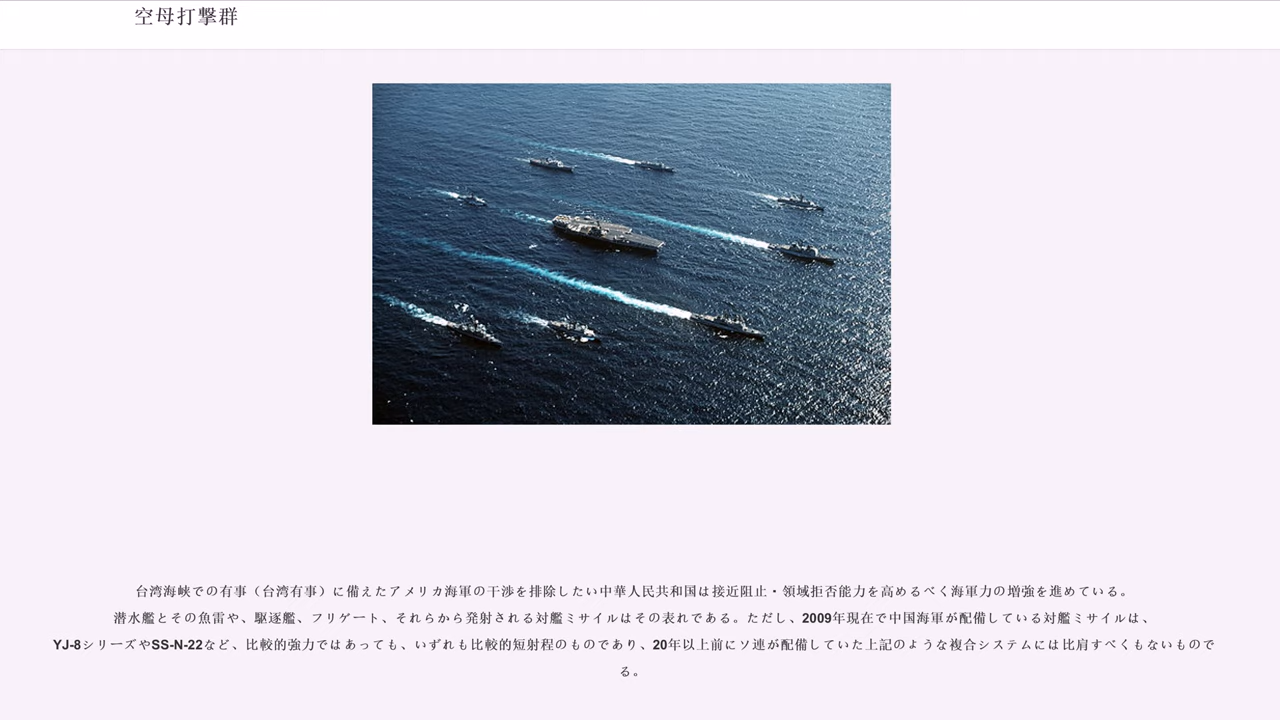 空母打撃群
台湾海峡での有事（台湾有事）に備えたアメリカ海軍の干渉を排除したい中華人民共和国は接近阻止・領域拒否能力を高めるべく海軍力の増強を進めている。
潜水艦とその魚雷や、駆逐艦、フリゲート、それらから発射される対艦ミサイルはその表れである。ただし、2009年現在で中国海軍が配備している対艦ミサイルは、
YJ-8シリーズやSS-N-22など、比較的強力ではあっても、いずれも比較的短射程のものであり、20年以上前にソ連が配備していた上記のような複合システムには比肩すべくもないもので
る。